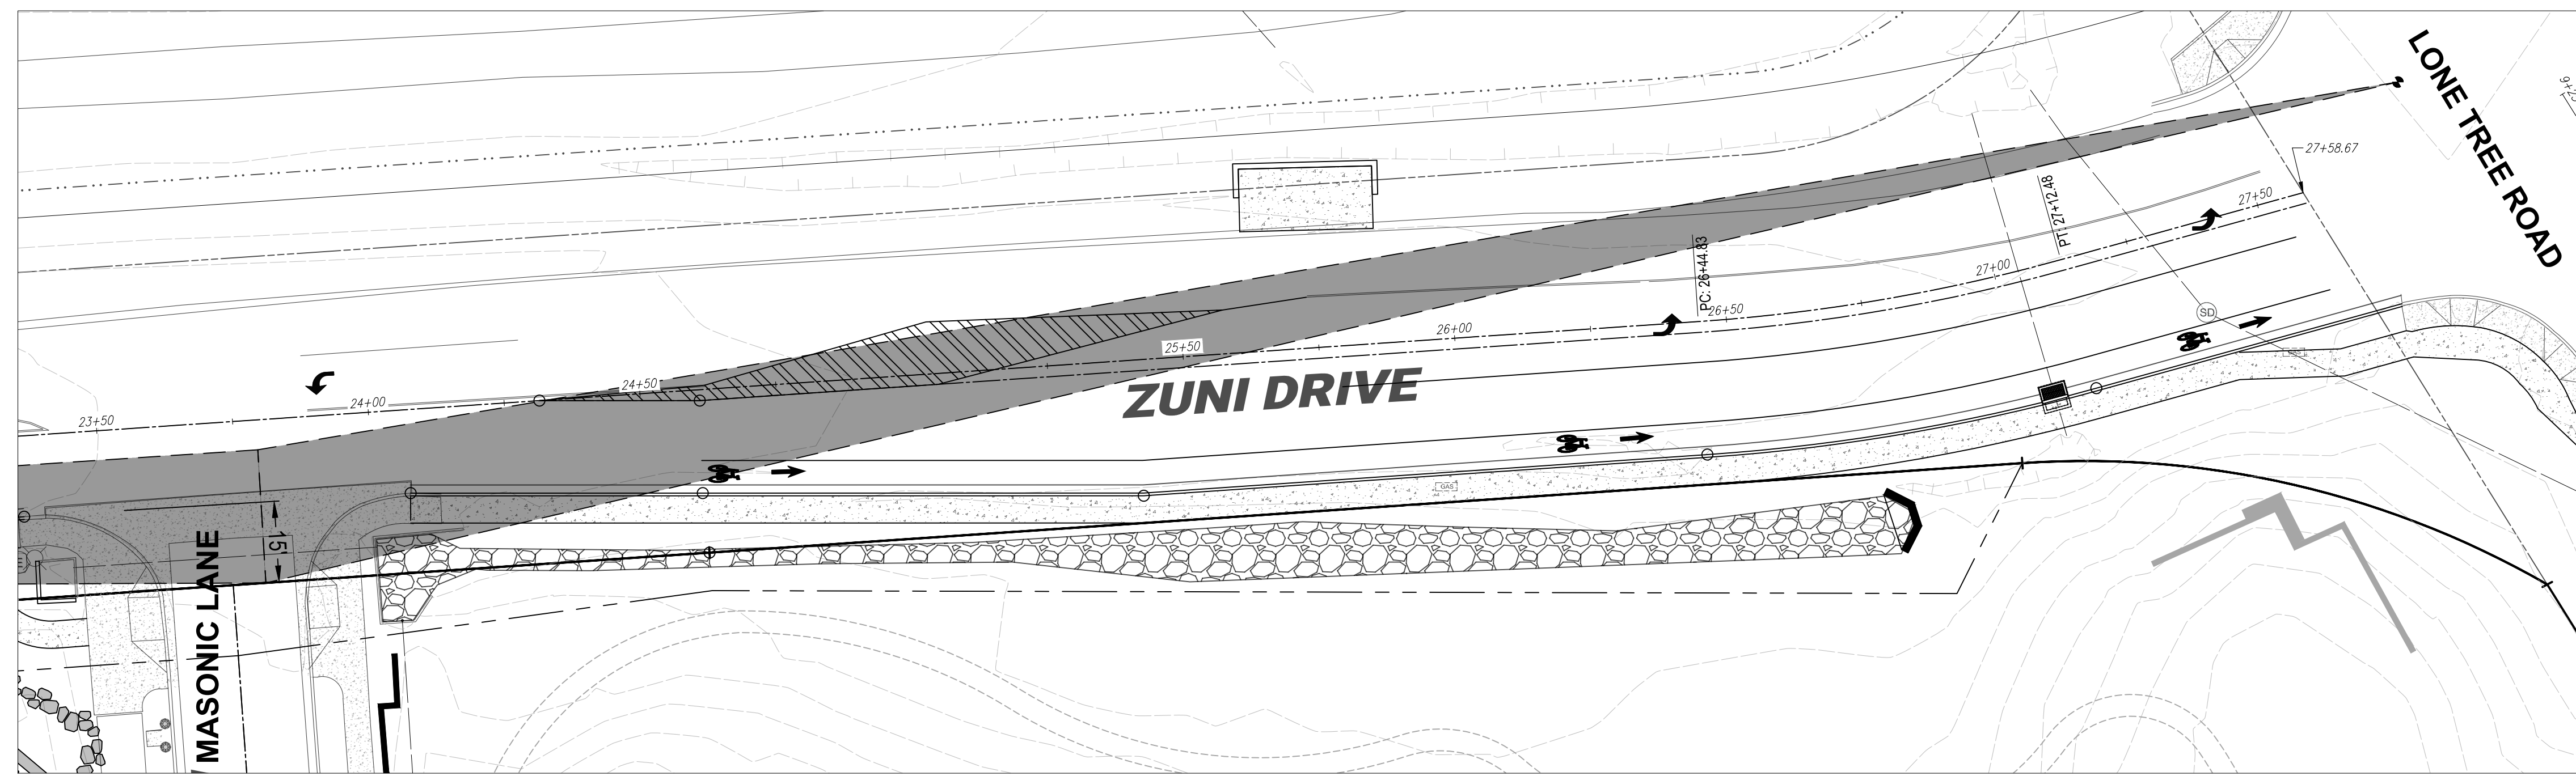 LONE TREE ROAD
27+58.67
PT: 27+12.48
27+50
PC: 26+44.83
27+00
26+50
SD
26+00
25+50
24+50
24+00
23+50
ZUNI DRIVE
GAS
15'
MASONIC LANE